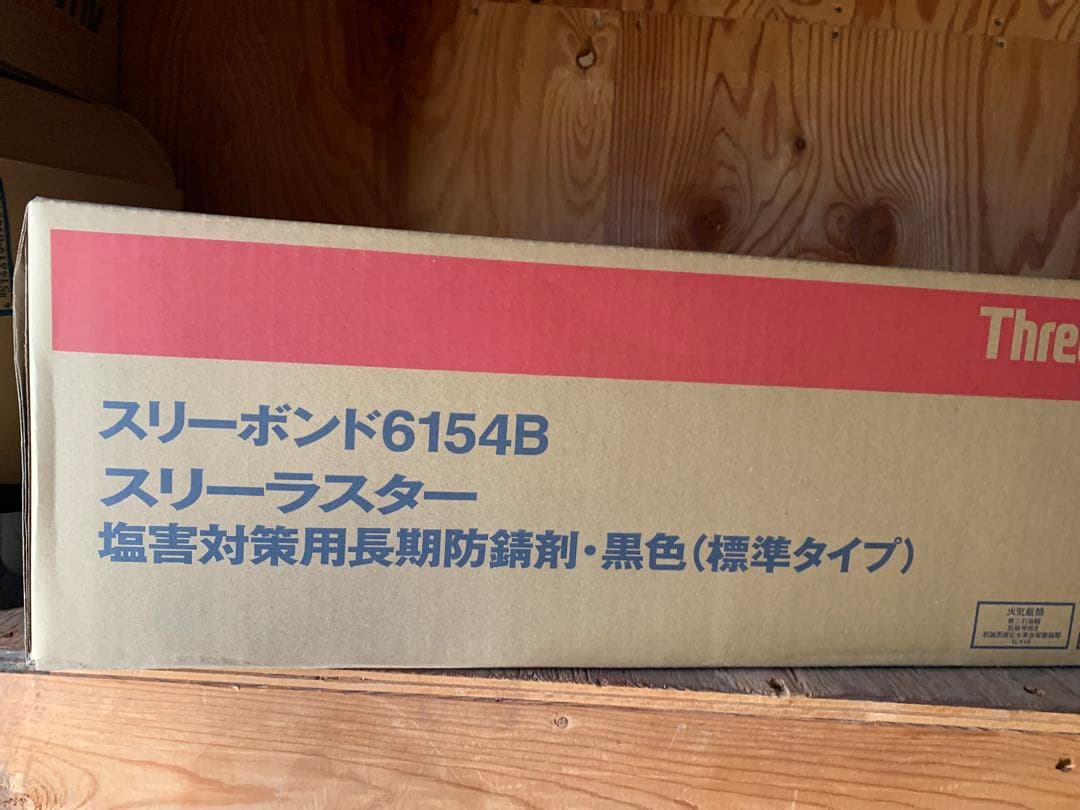 Thre
スリーボンド6154B
スリーラスター
塩害対策用長期防錆剤・黒色(標準タイプ)
火気厳禁